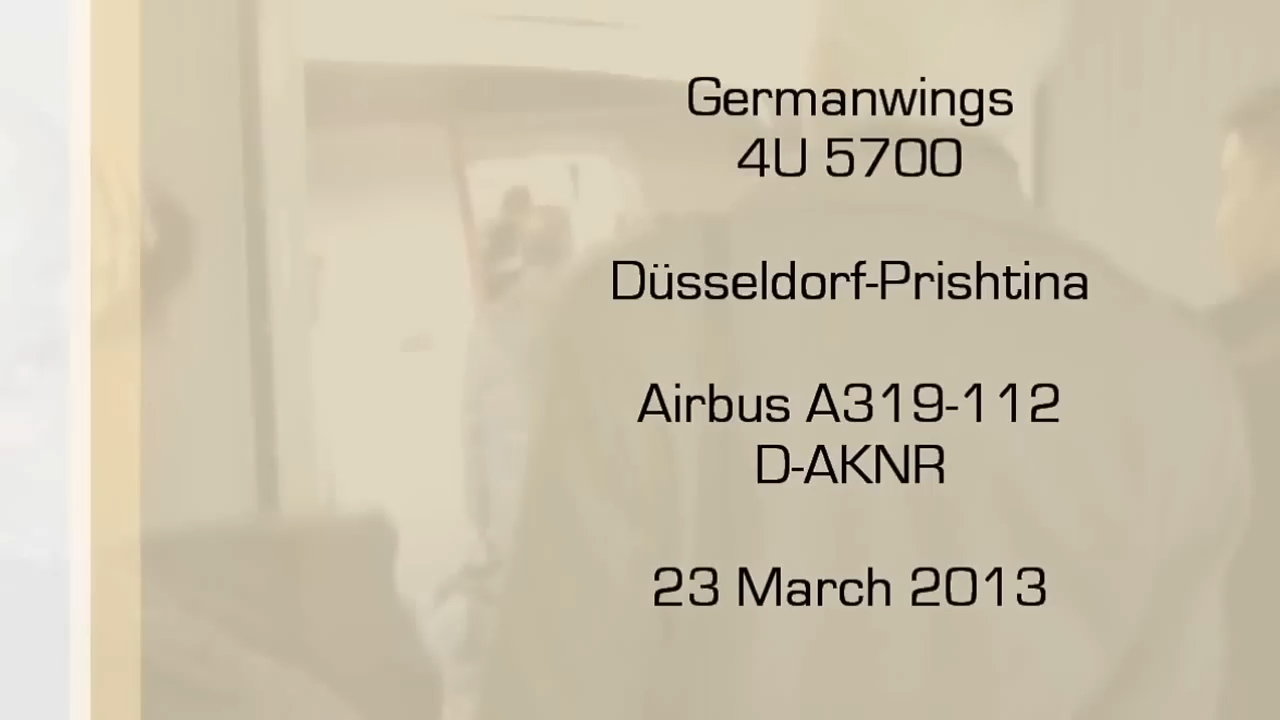 Germanwings
4U 5700
Düsseldorf-Prishtina
Airbus A319-112
D-AKNR
23 March 2013